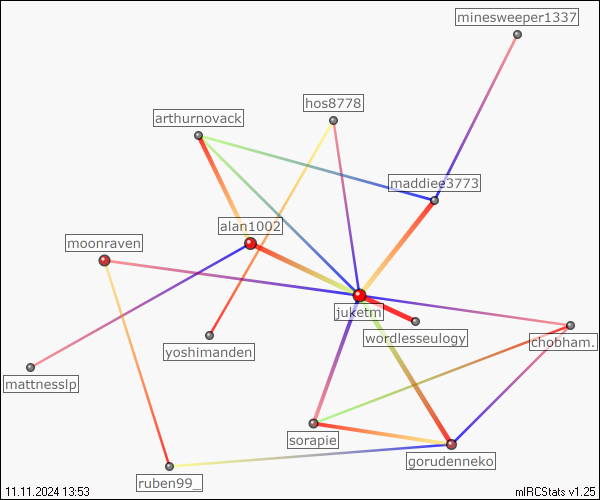 minesweeper1337
hos8778
arthurnovack
maddiee3773
alan1002
moonraven
juketm
wordlesseulogy
chobham.
yoshimanden
mattnesslp
sorapie
gorudenneko
ruben99_
11.11.2024 13:53
mIRCStats v1.25